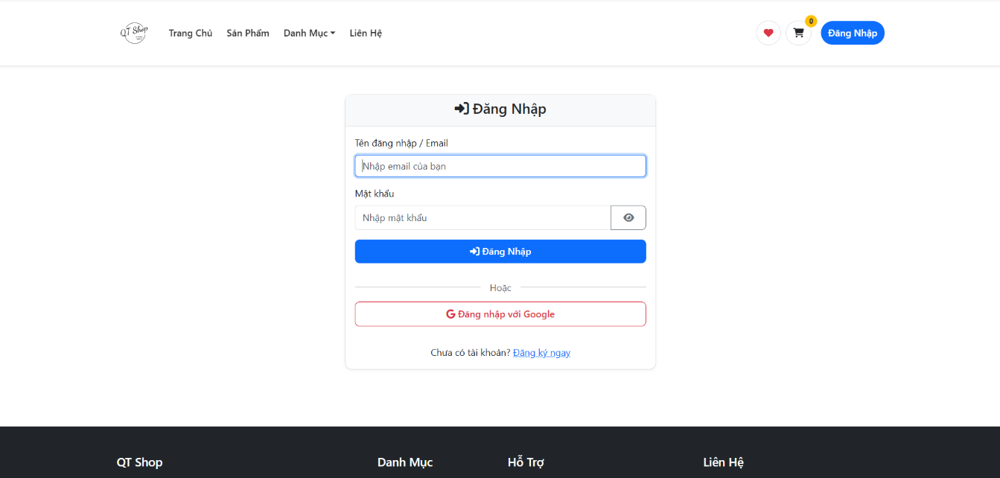 QT Shop
Trang Chủ
Sản Phẩm
Danh Mục
Liên Hệ
0
Đăng Nhập
Đăng Nhập
Tên đăng nhập / Email
Nhập email của bạn
Mật khẩu
Nhập mật khẩu
Đăng Nhập
Hoặc
Đăng nhập với Google
Chưa có tài khoản? Đăng ký ngay
QT Shop
Danh Mục
Hỗ Trợ
Liên Hệ